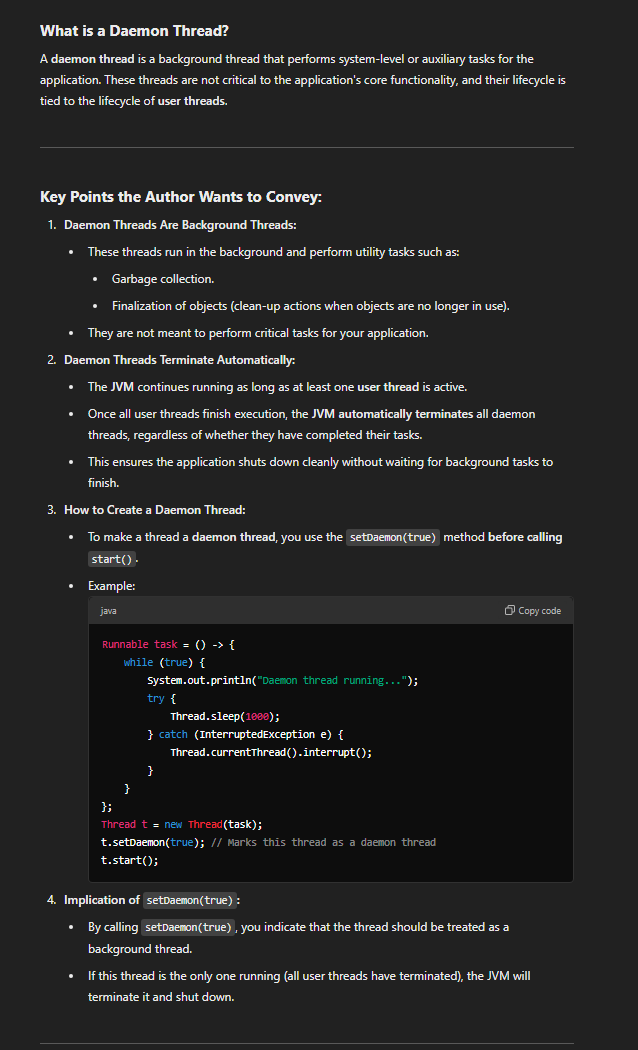 What is a Daemon Thread?
A daemon thread is a background thread that performs system-level or auxiliary tasks for the
application. These threads are not critical to the application's core functionality, and their lifecycle is
tied to the lifecycle of user threads.
Key Points the Author Wants to Convey:
1. Daemon Threads Are Background Threads:
• These threads run in the background and perform utility tasks such as:
• Garbage collection.
• Finalization of objects (clean-up actions when objects are no longer in use).
• They are not meant to perform critical tasks for your application.
2. Daemon Threads Terminate Automatically:
• The JVM continues running as long as at least one user thread is active.
• Once all user threads finish execution, the JVM automatically terminates all daemon
threads, regardless of whether they have completed their tasks.
• This ensures the application shuts down cleanly without waiting for background tasks to
finish.
3. How to Create a Daemon Thread:
• To make a thread a daemon thread, you use the setDaemon(true) method before calling
start().
• Example:
java Copy code
Runnable task = () -> {
    while (true) {
        System.out.println("Daemon thread running...");
        try {
            Thread.sleep(1000);
        } catch (InterruptedException e) {
            Thread.currentThread().interrupt();
        }
    }
};
Thread t = new Thread(task);
t.setDaemon(true); // Marks this thread as a daemon thread
t.start();
4. Implication of setDaemon(true):
• By calling setDaemon(true), you indicate that the thread should be treated as a
background thread.
• If this thread is the only one running (all user threads have terminated), the JVM will
terminate it and shut down.